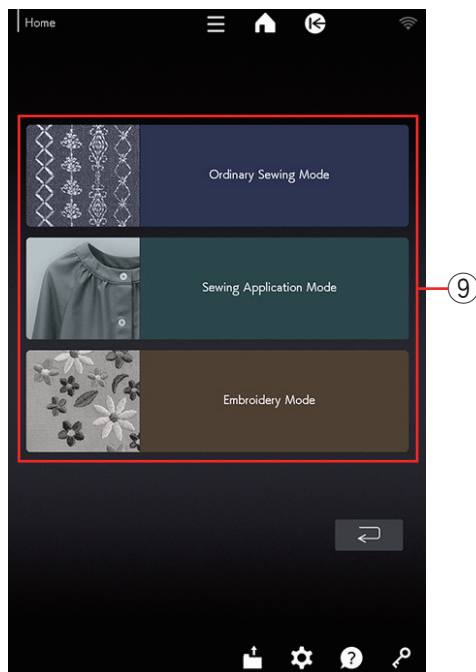 Home
Ordinary Sewing Mode
Sewing Application Mode
⑨
Embroidery Mode
?